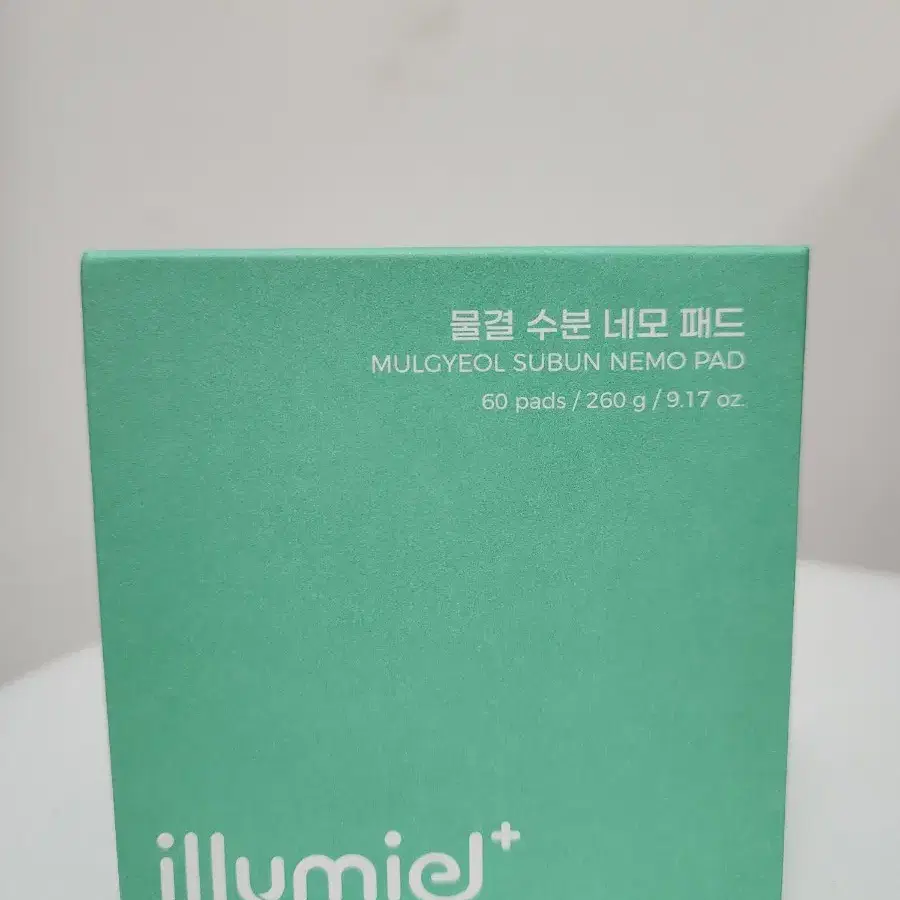 물결 수분 네모 패드
MULGYEOL SUBUN NEMO PAD
60 pads / 260 g / 9.17 oz.
illumiel+